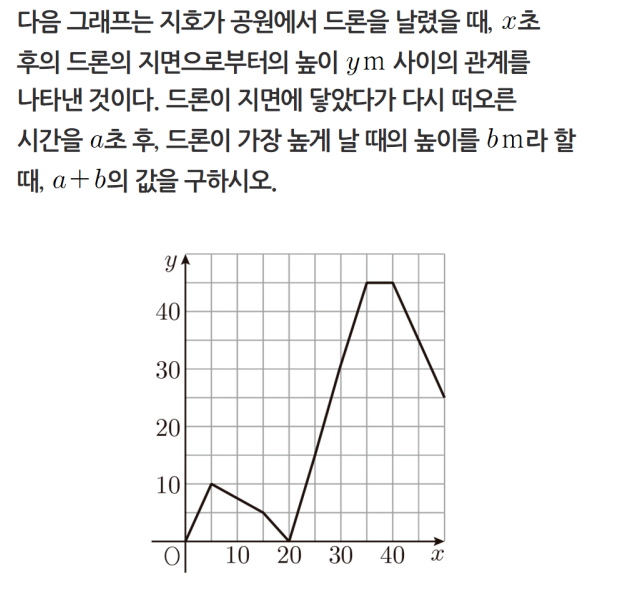 다음 그래프는 지호가 공원에서 드론을 날렸을 때, x초
후의 드론의 지면으로부터의 높이 y m 사이의 관계를
나타낸 것이다. 드론이 지면에 닿았다가 다시 떠오른
시간을 a초 후, 드론이 가장 높게 날 때의 높이를 b m라 할
때, a+b의 값을 구하시오.
y
40
30
20
10
O 10 20 30 40 x